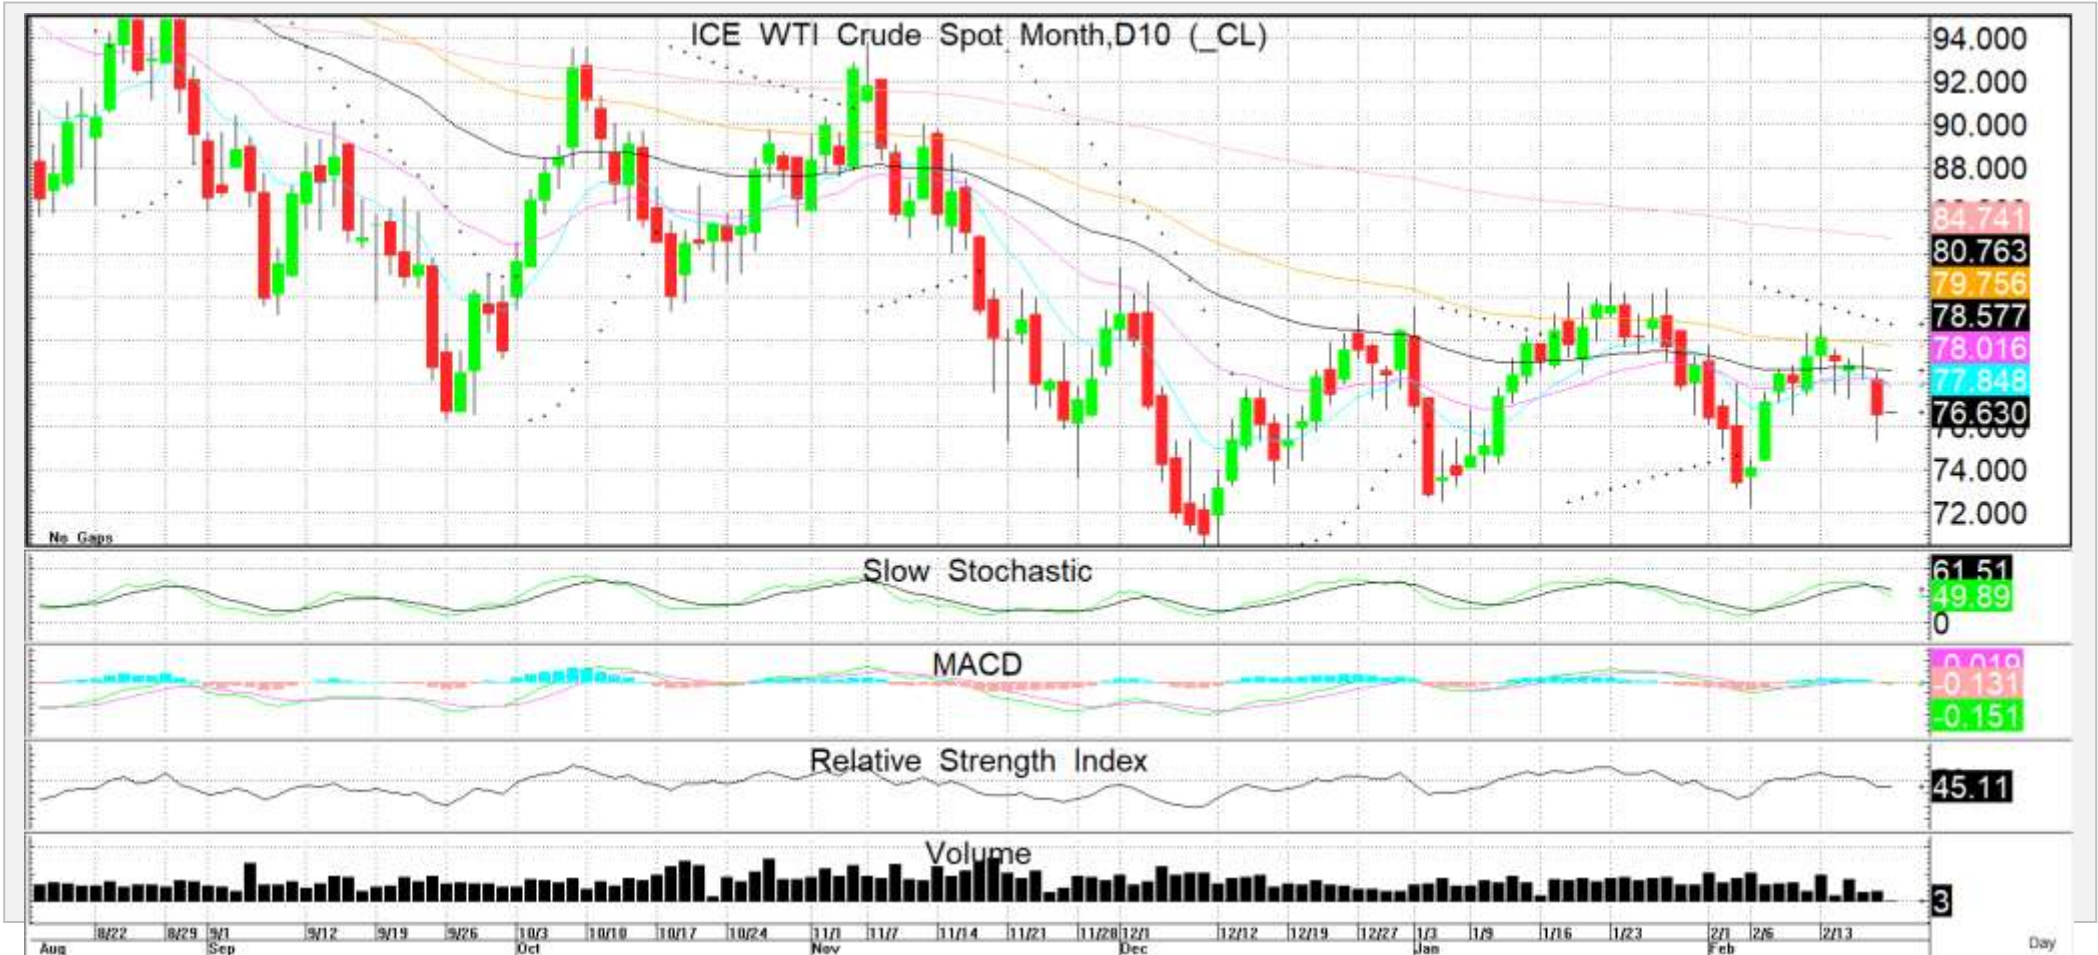 ICE WTI Crude Spot Month,D10 (_CL)
94.000
92.000
90.000
88.000
84.741
80.763
79.756
78.577
78.016
77.848
76.630
74.000
72.000
No Gaps
Slow Stochastic
61.51
49.89
0
MACD
-0.019
-0.131
-0.151
Relative Strength Index
45.11
Volume
3
8/22 8/29 9/1 9/12 9/19 9/26 10/3 10/10 10/17 10/24 11/1 11/7 11/14 11/21 11/28 12/1 12/12 12/19 12/27 1/3 1/9 1/16 1/23 2/1 2/6 2/13
Aug Sep Oct Nov Dec Jan Feb Day